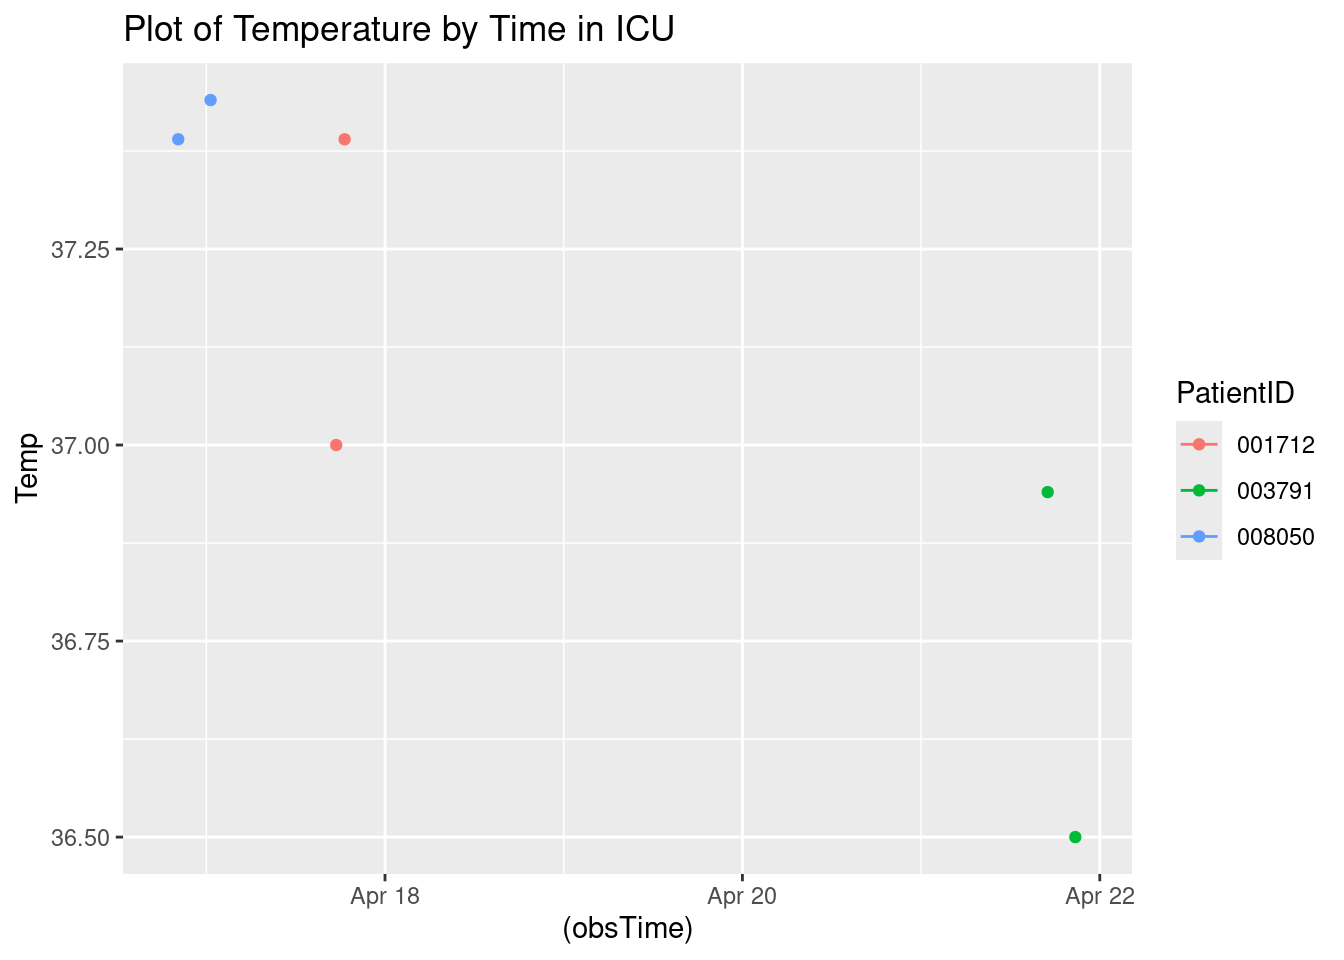 Plot of Temperature by Time in ICU
Temp
37.25
37.00
36.75
36.50
Apr 18
Apr 20
Apr 22
(obsTime)
PatientID
001712
003791
008050